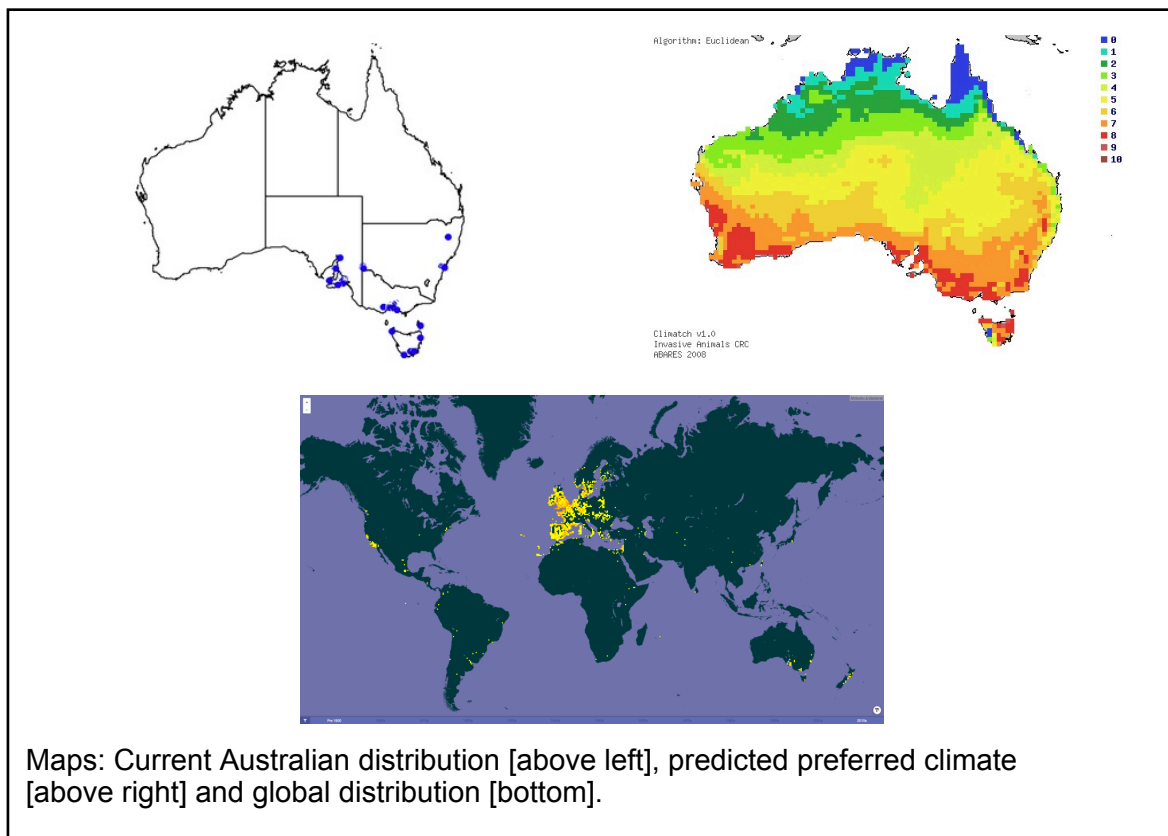 Algorithm: Euclidean
0
1
2
3
4
5
6
7
8
9
10
Climatch v1.0
Invasive Animals CRC
ABARES 2008
Maps: Current Australian distribution [above left], predicted preferred climate
[above right] and global distribution [bottom].